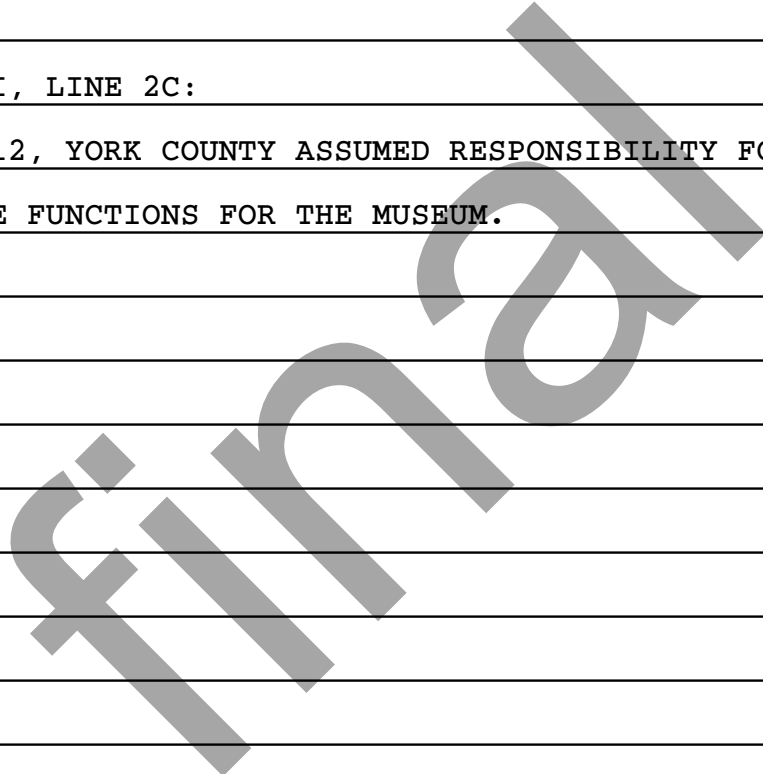 I, LINE 2C:
12, YORK COUNTY ASSUMED RESPONSIBILITY FO
E FUNCTIONS FOR THE MUSEUM.
final